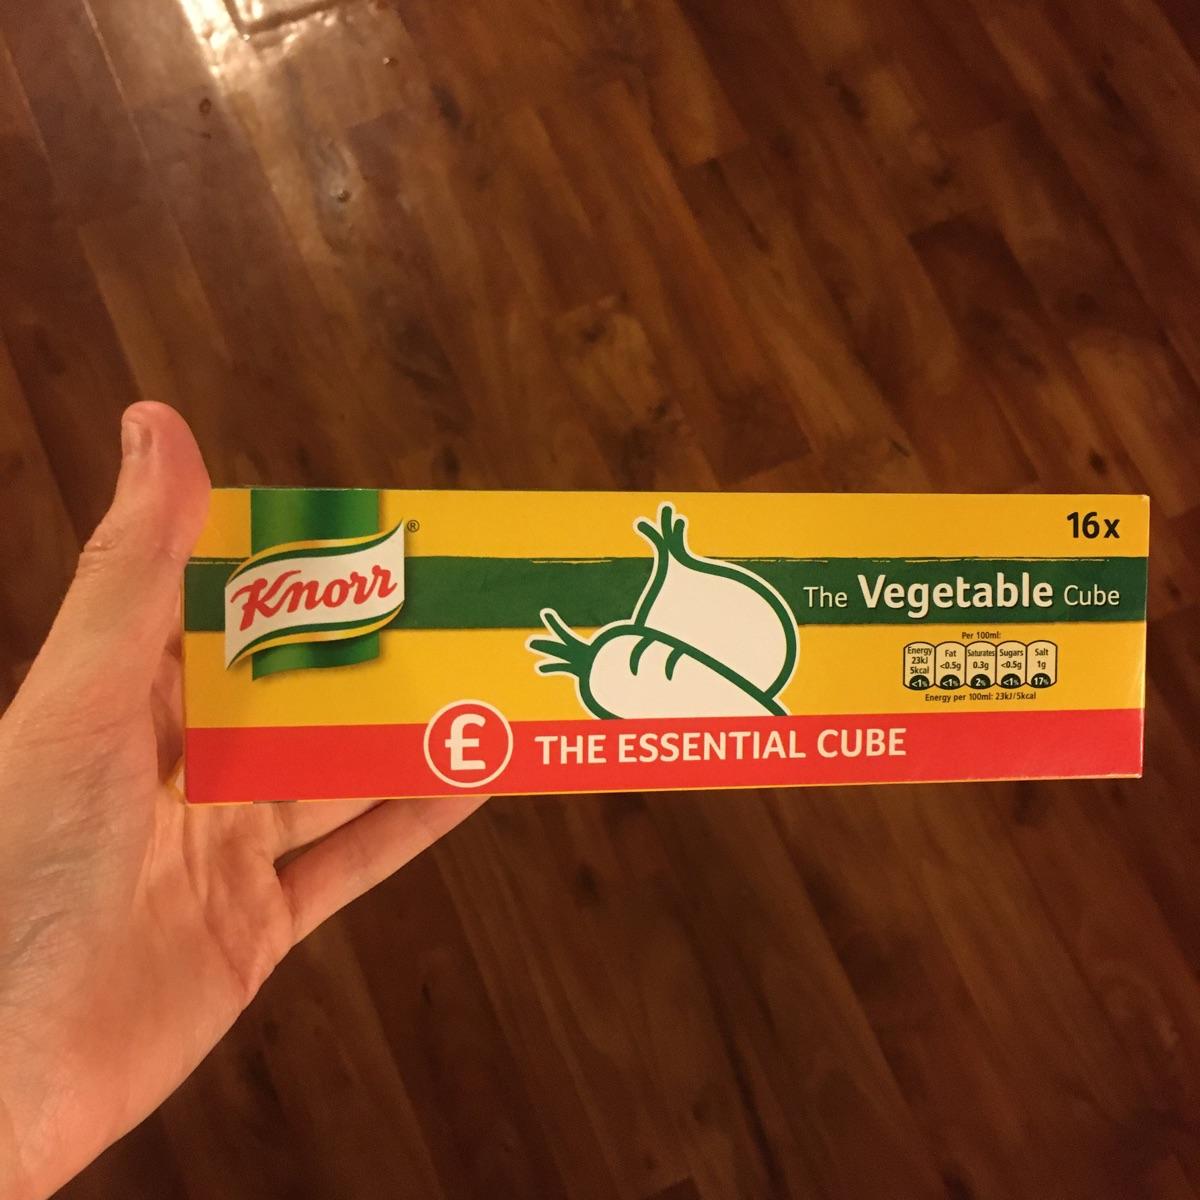 16x
Knorr®
The Vegetable Cube
Per 100ml:
Energy
23kJ
5kcal
<1%
Fat
<0.5g
<1%
Saturates
0.3g
2%
Sugars
<0.5g
<1%
Salt
1g
17%
Energy per 100ml: 23kJ/5kcal
£ THE ESSENTIAL CUBE